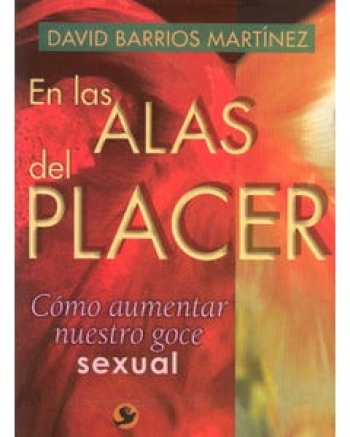 DAVID BARRIOS MARTÍNEZ
En las
ALAS
del
PLACER
Cómo aumentar
nuestro goce
sexual